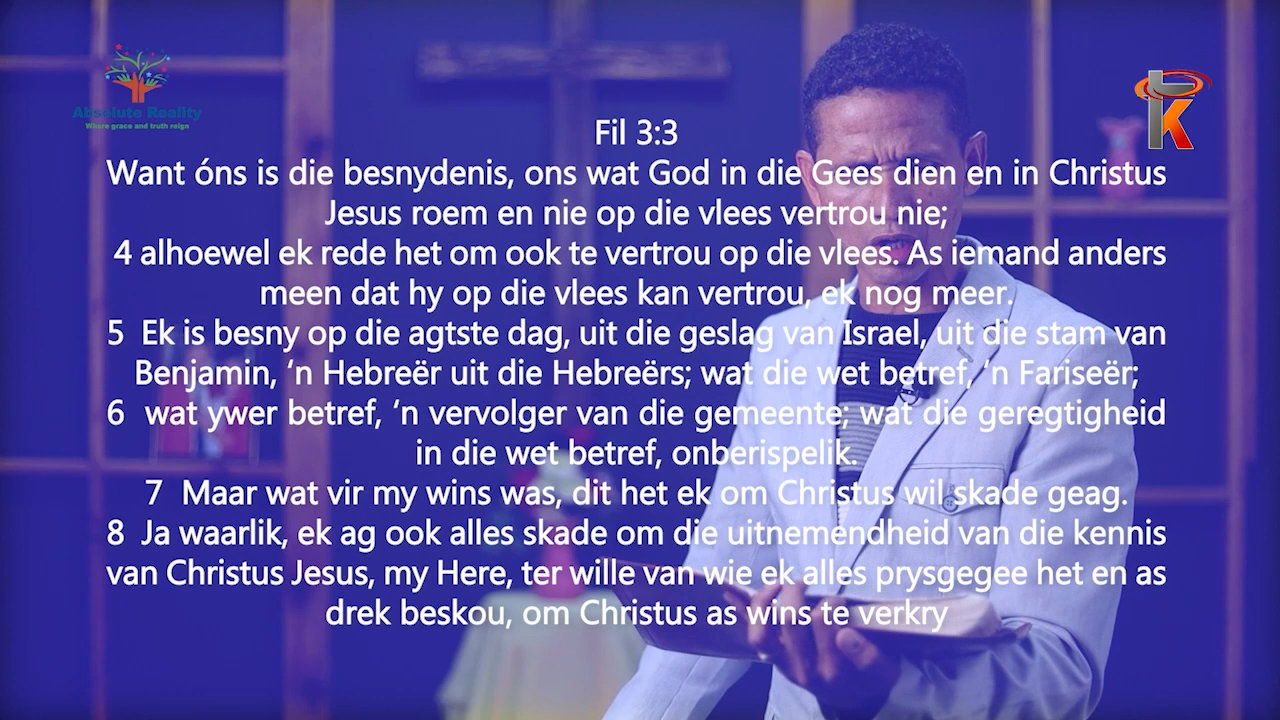 Absolute Reality
Where grace and truth reign
tk
Fil 3:3
Want óns is die besnydenis, ons wat God in die Gees dien en in Christus
Jesus roem en nie op die vlees vertrou nie;
4 alhoewel ek rede het om ook te vertrou op die vlees. As iemand anders
meen dat hy op die vlees kan vertrou, ek nog meer.
5 Ek is besny op die agtste dag, uit die geslag van Israel, uit die stam van
Benjamin, ‘n Hebreër uit die Hebreërs; wat die wet betref, ‘n Fariseër;
6 wat ywer betref, ‘n vervolger van die gemeente; wat die geregtigheid
in die wet betref, onberispelik.
7 Maar wat vir my wins was, dit het ek om Christus wil skade geag.
8 Ja waarlik, ek ag ook alles skade om die uitnemendheid van die kennis
van Christus Jesus, my Here, ter wille van wie ek alles prysgegee het en as
drek beskou, om Christus as wins te verkry